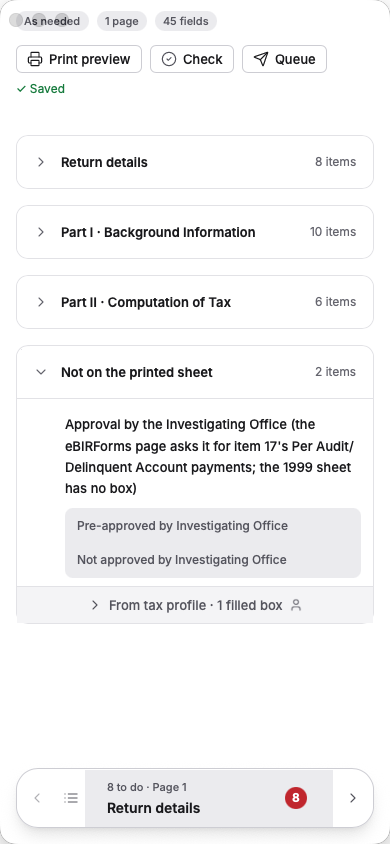 As needed
1 page
45 fields
Print preview
Check
Queue
Saved
Return details
8 items
Part I · Background Information
10 items
Part II · Computation of Tax
6 items
Not on the printed sheet
2 items
Approval by the Investigating Office (the
eBIRForms page asks it for item 17's Per Audit/
Delinquent Account payments; the 1999 sheet
has no box)
Pre-approved by Investigating Office
Not approved by Investigating Office
From tax profile · 1 filled box
8 to do · Page 1
Return details
8